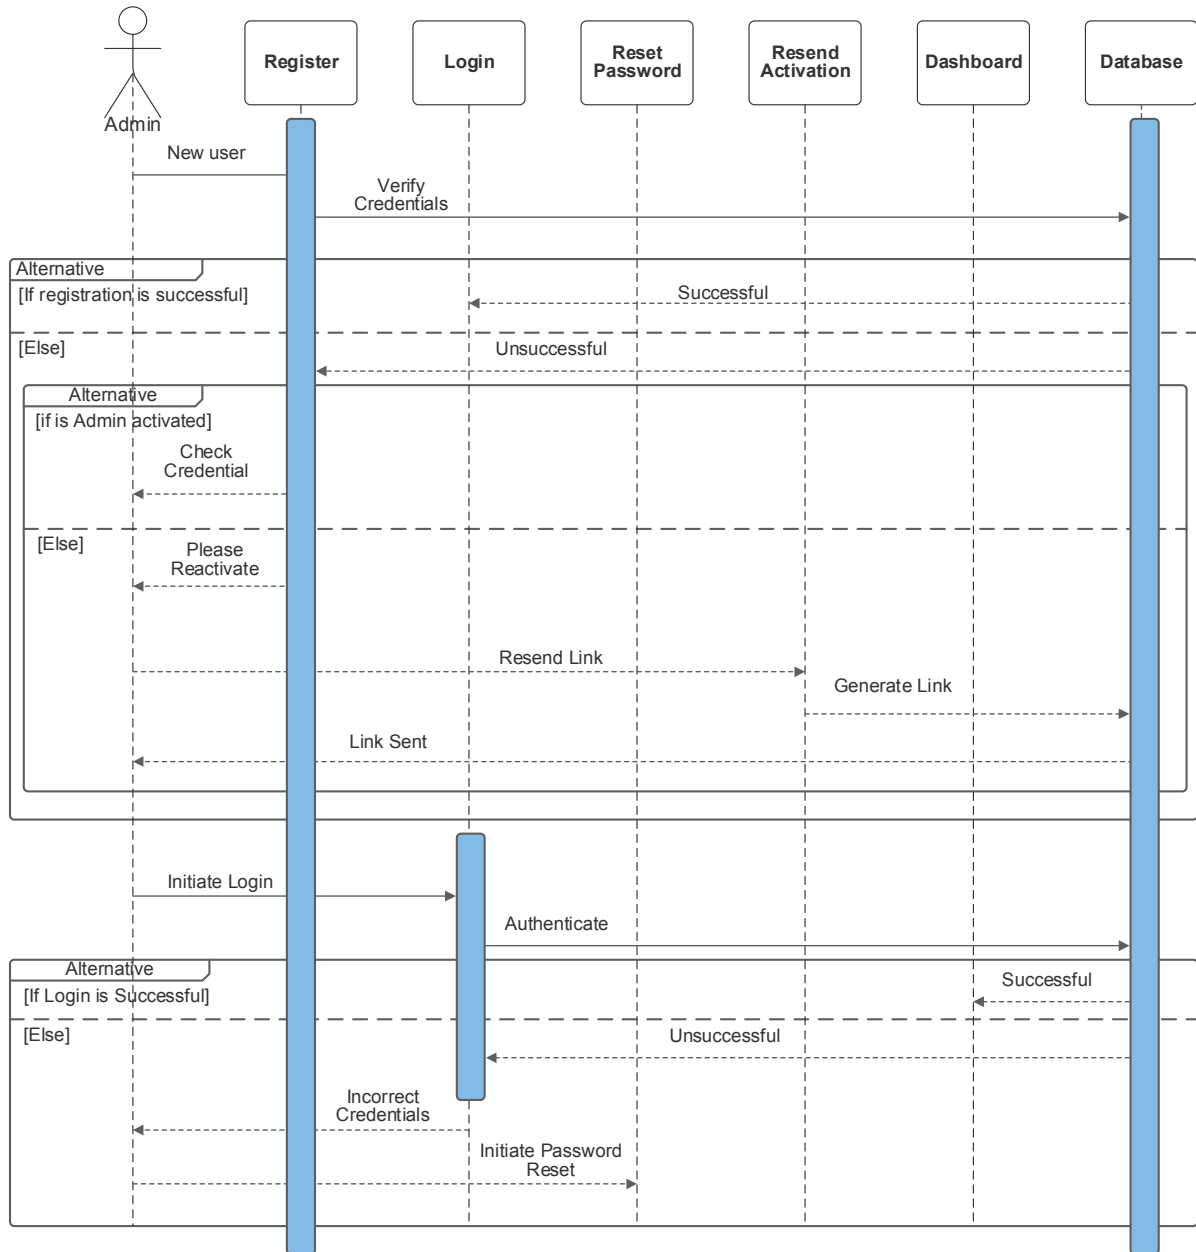 Register
Login
Reset
Password
Resend
Activation
Dashboard
Database
Admin
New user
Verify
Credentials
Alternative
[If registration is successful]
Successful
[Else]
Unsuccessful
Alternative
[if is Admin activated]
Check
Credential
[Else]
Please
Reactivate
Resend Link
Generate Link
Link Sent
Initiate Login
Authenticate
Alternative
[If Login is Successful]
Successful
[Else]
Unsuccessful
Incorrect
Credentials
Initiate Password
Reset